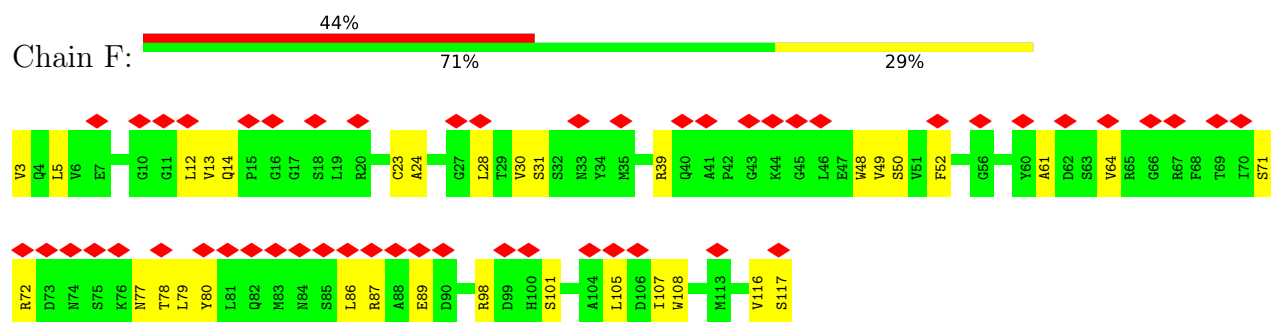 44%
Chain F:
71%
29%
V3 Q4 L5 V6 E7 G10 G11 L12 V13 Q14 P15 G16 G17 S18 L19 R20 C23 A24 G27 L28 T29 V30 S31 S32 N33 Y34 M35 R39 Q40 A41 P42 G43 K44 G45 L46 E47 W48 V49 S50 V51 F52 G56 Y60 A61 D62 S63 V64 R65 G66 R67 F68 T69 I70 S71
R72 D73 N74 S75 K76 N77 T78 L79 Y80 L81 Q82 M83 N84 S85 L86 R87 A88 E89 D90 R98 D99 H100 S101 A104 L105 D106 I107 W108 M113 V116 S117